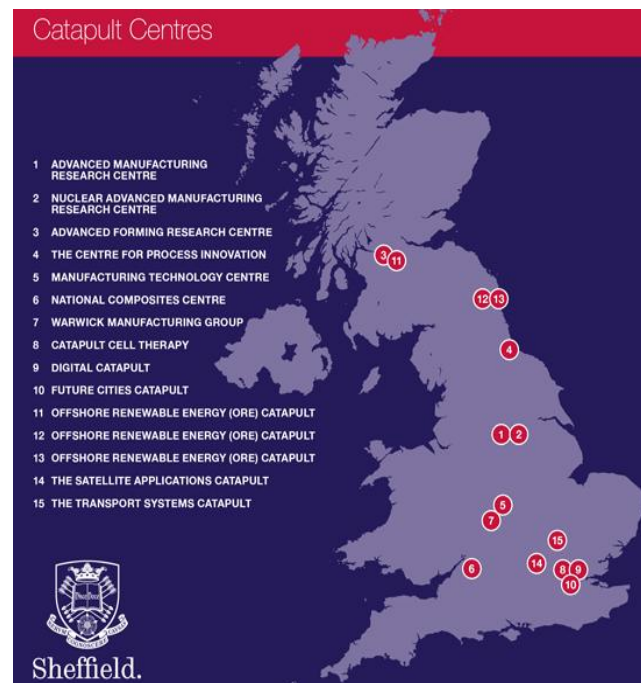 Catapult Centres
1 ADVANCED MANUFACTURING
RESEARCH CENTRE
2 NUCLEAR ADVANCED MANUFACTURING
RESEARCH CENTRE
3 ADVANCED FORMING RESEARCH CENTRE
4 THE CENTRE FOR PROCESS INNOVATION
5 MANUFACTURING TECHNOLOGY CENTRE
6 NATIONAL COMPOSITES CENTRE
7 WARWICK MANUFACTURING GROUP
8 CATAPULT CELL THERAPY
9 DIGITAL CATAPULT
10 FUTURE CITIES CATAPULT
11 OFFSHORE RENEWABLE ENERGY (ORE) CATAPULT
12 OFFSHORE RENEWABLE ENERGY (ORE) CATAPULT
13 OFFSHORE RENEWABLE ENERGY (ORE) CATAPULT
14 THE SATELLITE APPLICATIONS CATAPULT
15 THE TRANSPORT SYSTEMS CATAPULT
3
11
12 13
4
1 2
5
7
15
14
6
8 9
10
Sheffield.